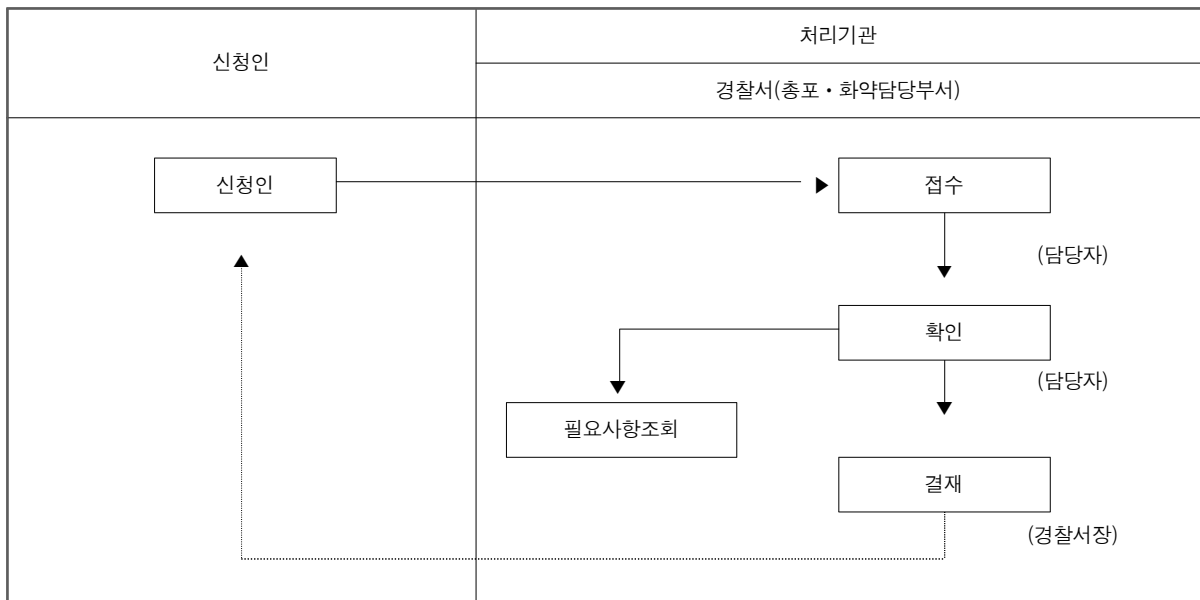 신청인
처리기관
경찰서(총포・화약담당부서)
신청인
접수
(담당자)
확인
(담당자)
필요사항조회
결재
(경찰서장)